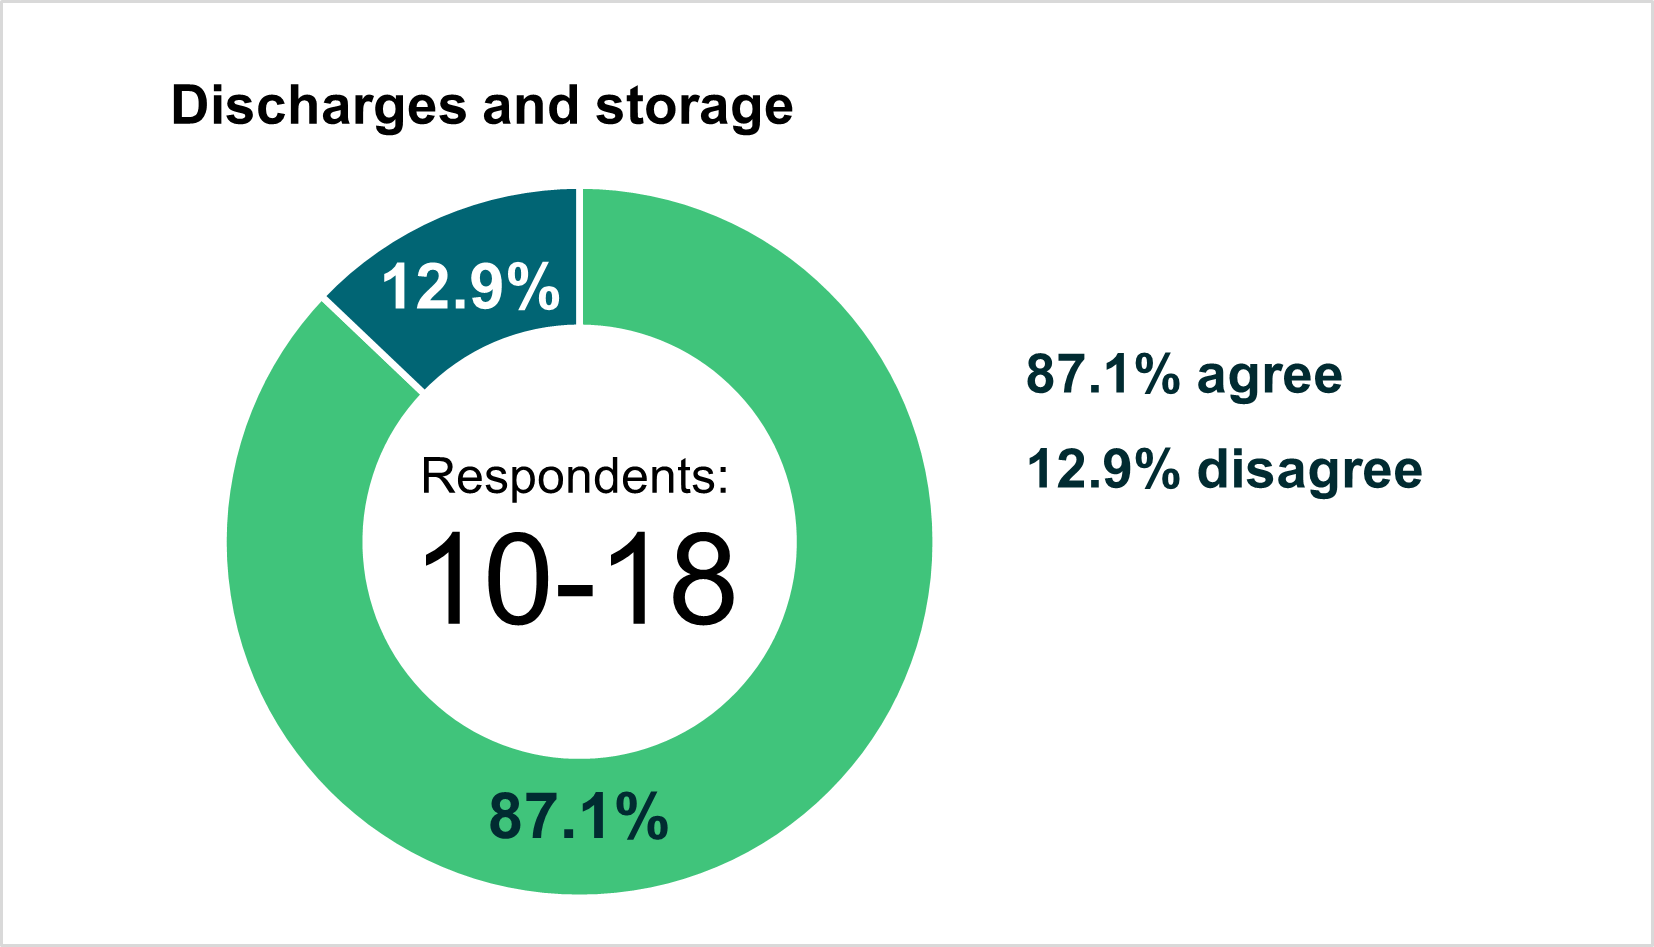 Discharges and storage
12.9%
87.1% agree
12.9% disagree
Respondents:
10-18
87.1%